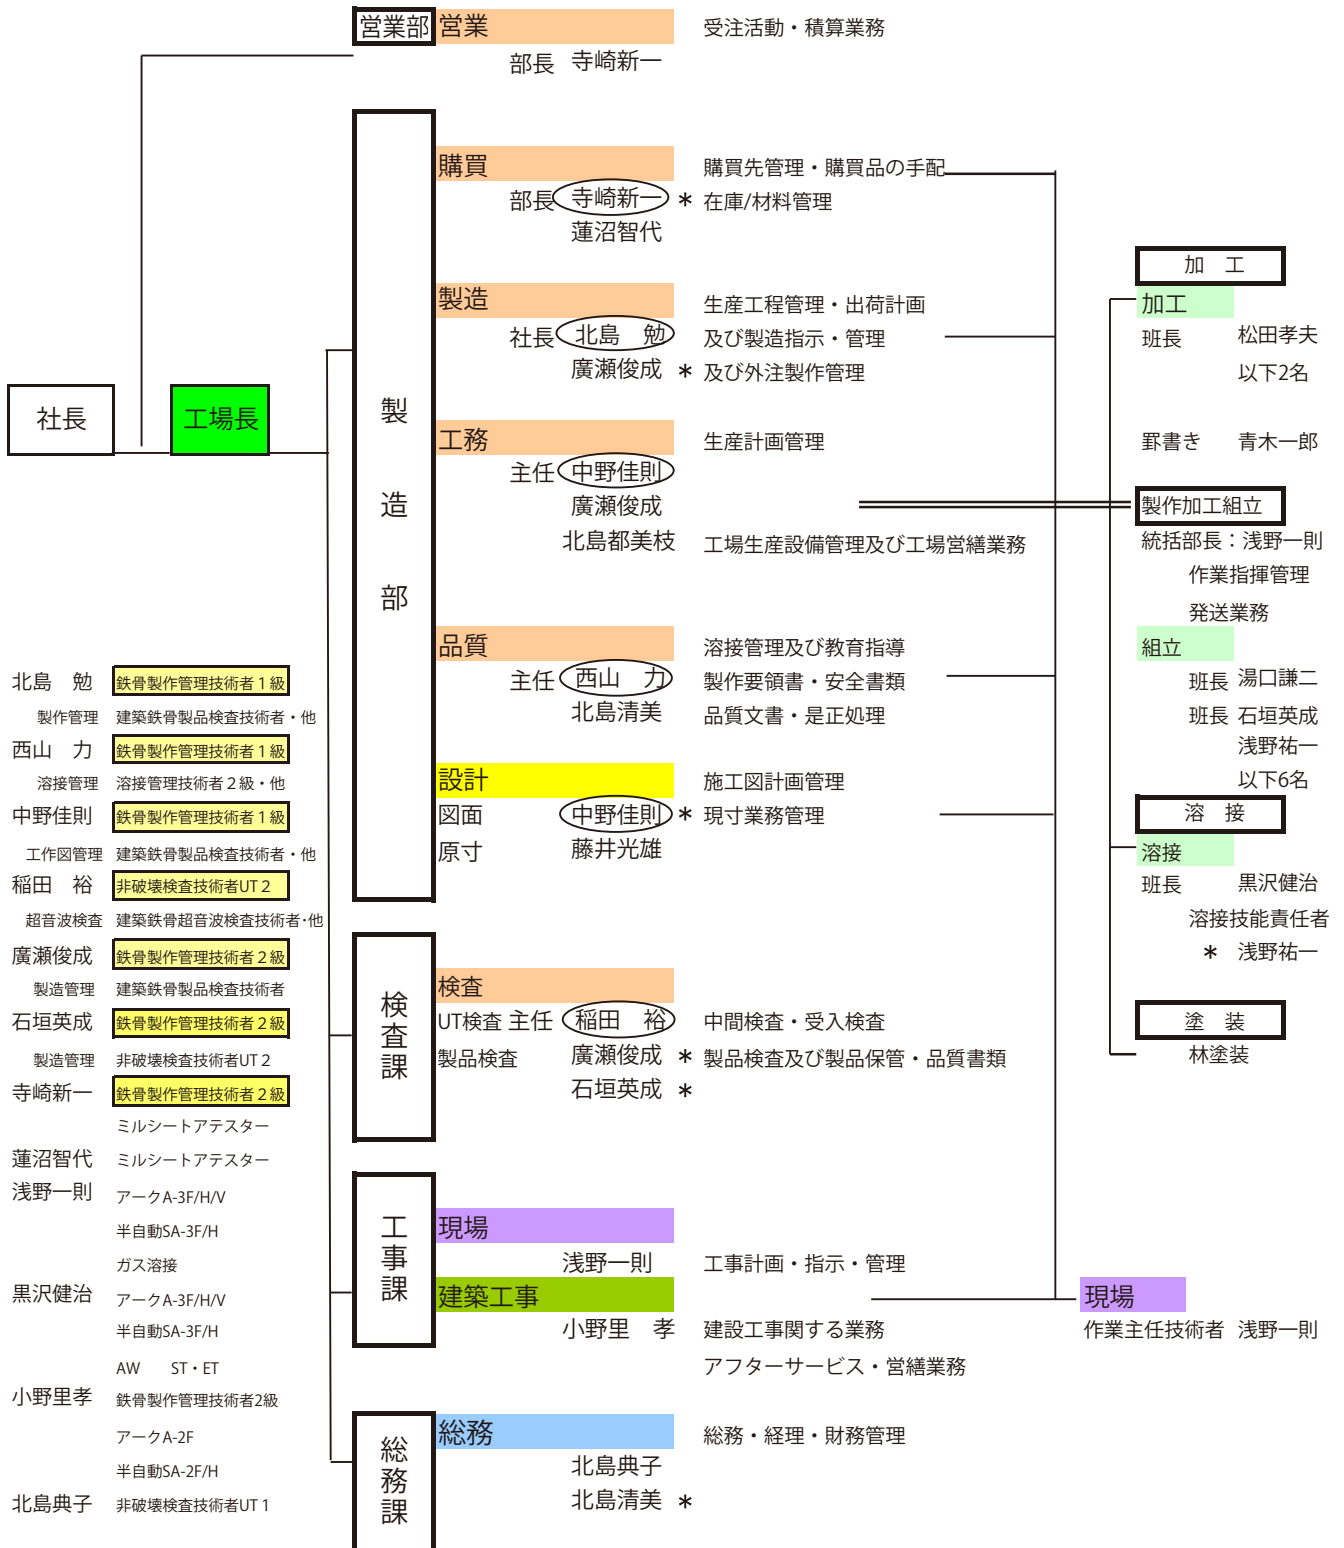 営業部 営業 受注活動・積算業務
部長 寺崎新一
購買 購買先管理・購買品の手配
部長 寺崎新一 * 在庫/材料管理
蓮沼智代
製造 生産工程管理・出荷計画
社長 北島 勉 及び製造指示・管理
廣瀬俊成 * 及び外注製作管理
社長
工場長
製造部
工務 生産計画管理
主任 中野佳則
廣瀬俊成
北島都美枝 工場生産設備管理及び工場営繕業務
品質 溶接管理及び教育指導
主任 西山 力 製作要領書・安全書類
北島清美 品質文書・是正処理
設計 施工図計画管理
図面 中野佳則 * 現寸業務管理
原寸 藤井光雄
検査課
検査
UT検査 主任 稲田 裕 中間検査・受入検査
製品検査 廣瀬俊成 * 製品検査及び製品保管・品質書類
石垣英成 *
工事課
現場
浅野一則 工事計画・指示・管理
建築工事
小野里 孝 建設工事関する業務
アフターサービス・営繕業務
総務課
総務 総務・経理・財務管理
北島典子
北島清美 *
加 工
加工
班長 松田孝夫
以下2名
罫書き 青木一郎
製作加工組立
統括部長：浅野一則
作業指揮管理
発送業務
組立
班長 湯口謙二
班長 石垣英成
浅野祐一
以下6名
溶 接
溶接
班長 黒沢健治
溶接技能責任者
* 浅野祐一
塗 装
林塗装
現場
作業主任技術者 浅野一則
北島 勉 鉄骨製作管理技術者１級
製作管理 建築鉄骨製品検査技術者・他
西山 力 鉄骨製作管理技術者１級
溶接管理 溶接管理技術者２級・他
中野佳則 鉄骨製作管理技術者１級
工作図管理 建築鉄骨製品検査技術者・他
稲田 裕 非破壊検査技術者UT２
超音波検査 建築鉄骨超音波検査技術者・他
廣瀬俊成 鉄骨製作管理技術者２級
製造管理 建築鉄骨製品検査技術者
石垣英成 鉄骨製作管理技術者２級
製造管理 非破壊検査技術者UT２
寺崎新一 鉄骨製作管理技術者２級
ミルシートアテスター
蓮沼智代 ミルシートアテスター
浅野一則 アークA-3F/H/V
半自動SA-3F/H
ガス溶接
黒沢健治 アークA-3F/H/V
半自動SA-3F/H
AW ST・ET
小野里孝 鉄骨製作管理技術者2級
アークA-2F
半自動SA-2F/H
北島典子 非破壊検査技術者UT１